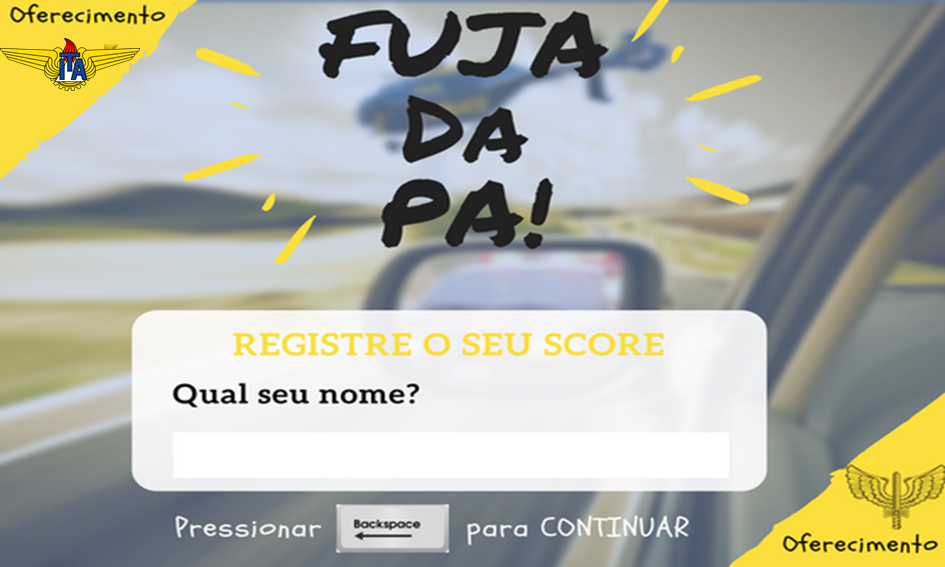 Oferecimento
ITA
FUJA
DA
PA!
REGISTRE O SEU SCORE
Qual seu nome?
Pressionar Backspace para CONTINUAR
Oferecimento